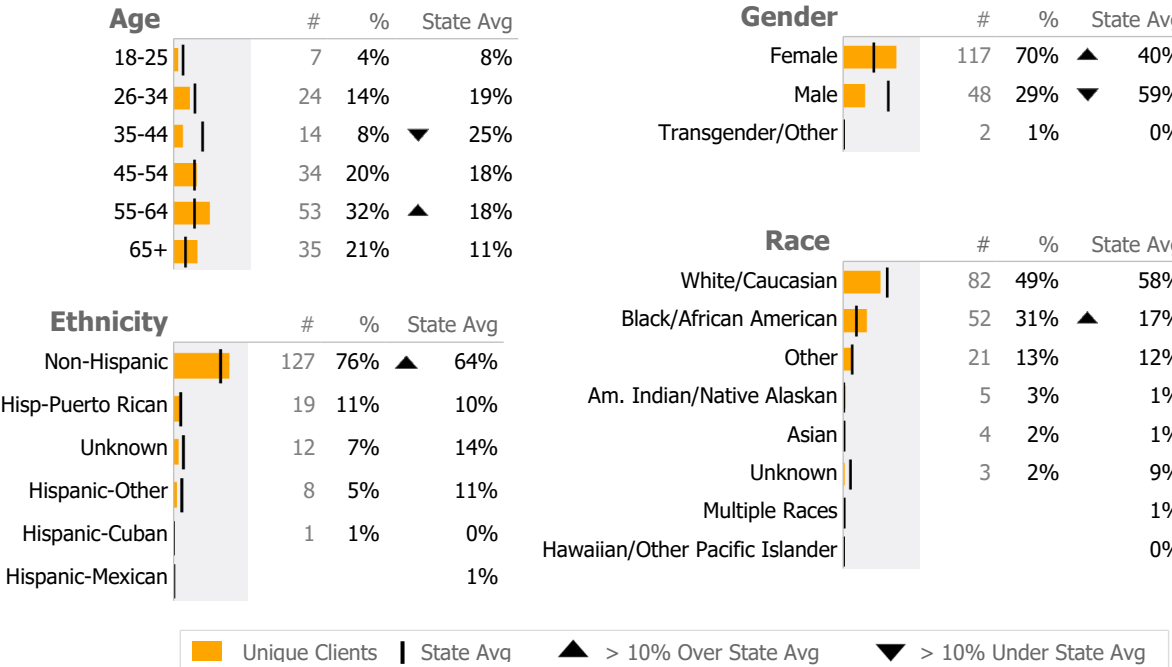 Age # % State Avg
18-25 7 4% 8%
26-34 24 14% 19%
35-44 14 8% ▼ 25%
45-54 34 20% 18%
55-64 53 32% ▲ 18%
65+ 35 21% 11%
Ethnicity # % State Avg
Non-Hispanic 127 76% ▲ 64%
Hisp-Puerto Rican 19 11% 10%
Unknown 12 7% 14%
Hispanic-Other 8 5% 11%
Hispanic-Cuban 1 1% 0%
Hispanic-Mexican 1%
Gender # % State Avg
Female 117 70% ▲ 40%
Male 48 29% ▼ 59%
Transgender/Other 2 1% 0%
Race # % State Avg
White/Caucasian 82 49% 58%
Black/African American 52 31% ▲ 17%
Other 21 13% 12%
Am. Indian/Native Alaskan 5 3% 1%
Asian 4 2% 1%
Unknown 3 2% 9%
Multiple Races 1%
Hawaiian/Other Pacific Islander 0%
Unique Clients State Avg ▲ > 10% Over State Avg ▼ > 10% Under State Avg